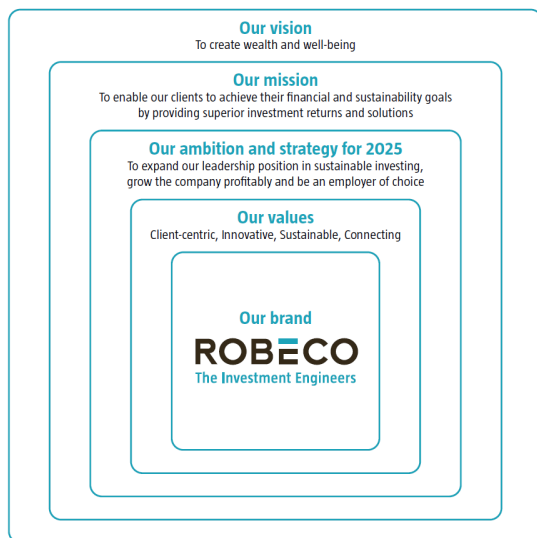 Our vision
To create wealth and well-being
Our mission
To enable our clients to achieve their financial and sustainability goals
by providing superior investment returns and solutions
Our ambition and strategy for 2025
To expand our leadership position in sustainable investing,
grow the company profitably and be an employer of choice
Our values
Client-centric, Innovative, Sustainable, Connecting
Our brand
ROBECO
The Investment Engineers